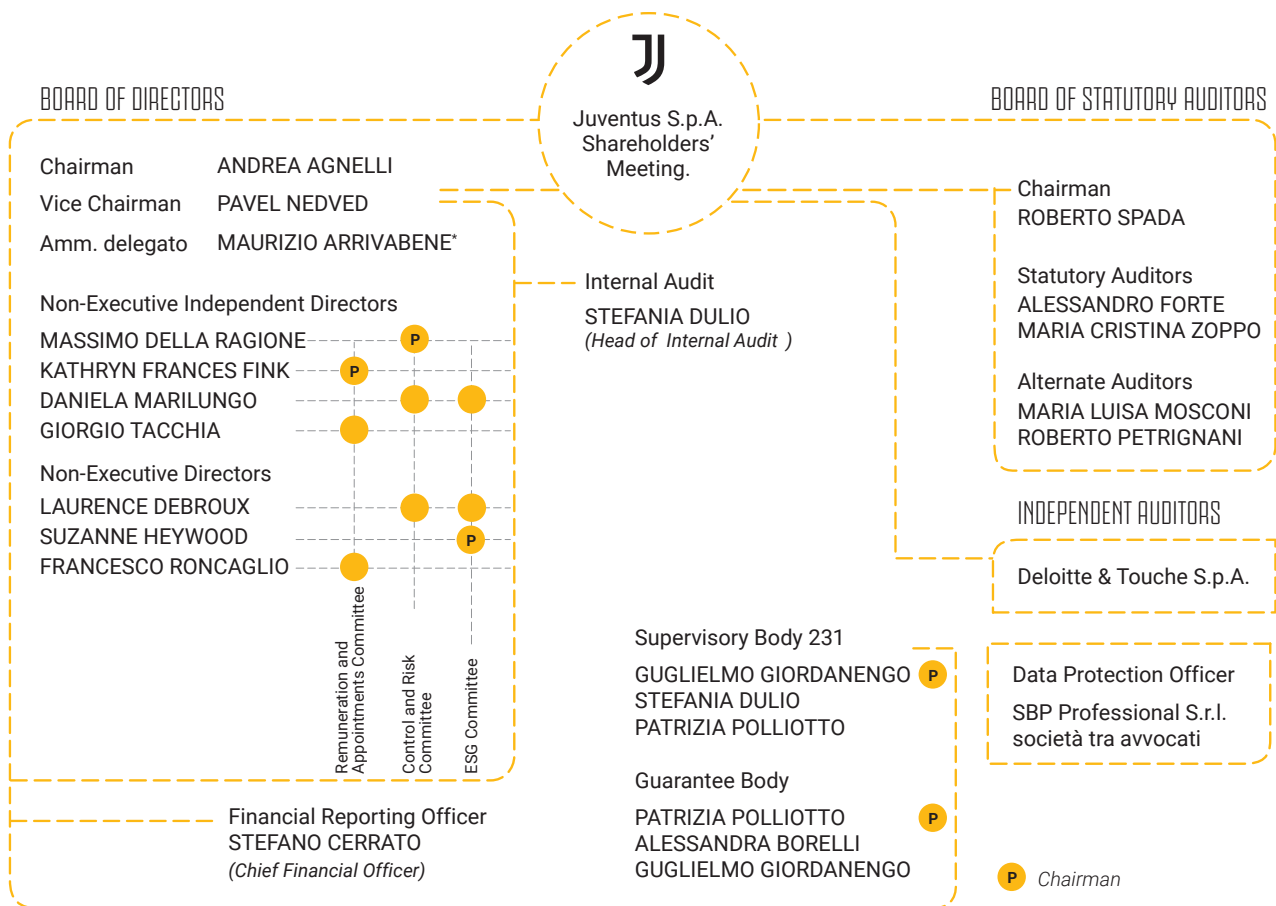 BOARD OF DIRECTORS
Juventus S.p.A.
Shareholders'
Meeting.
BOARD OF STATUTORY AUDITORS
Chairman ANDREA AGNELLI
Vice Chairman PAVEL NEDVED
Amm. delegato MAURIZIO ARRIVABENE*
Non-Executive Independent Directors
MASSIMO DELLA RAGIONE P
KATHRYN FRANCES FINK P
DANIELA MARILUNGO
GIORGIO TACCHIA
Non-Executive Directors
LAURENCE DEBROUX
SUZANNE HEYWOOD P
FRANCESCO RONCAGLIO
Remuneration and
Appointments Committee
Control and Risk
Committee
ESG Committee
Financial Reporting Officer
STEFANO CERRATO
(Chief Financial Officer)
Internal Audit
STEFANIA DULIO
(Head of Internal Audit )
Chairman
ROBERTO SPADA
Statutory Auditors
ALESSANDRO FORTE
MARIA CRISTINA ZOPPO
Alternate Auditors
MARIA LUISA MOSCONI
ROBERTO PETRIGNANI
INDEPENDENT AUDITORS
Deloitte & Touche S.p.A.
Supervisory Body 231
GUGLIELMO GIORDANENGO P
STEFANIA DULIO
PATRIZIA POLLIOTTO
Guarantee Body
PATRIZIA POLLIOTTO P
ALESSANDRA BORELLI
GUGLIELMO GIORDANENGO
Data Protection Officer
SBP Professional S.r.l.
società tra avvocati
P Chairman